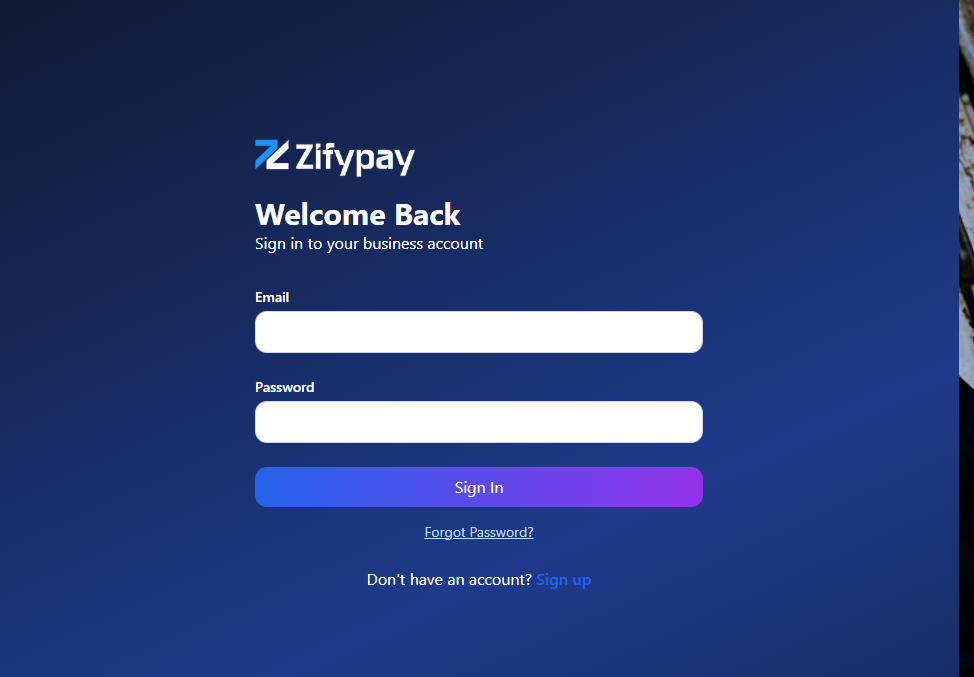 Zifypay
Welcome Back
Sign in to your business account
Email
Password
Sign In
Forgot Password?
Don't have an account? Sign up